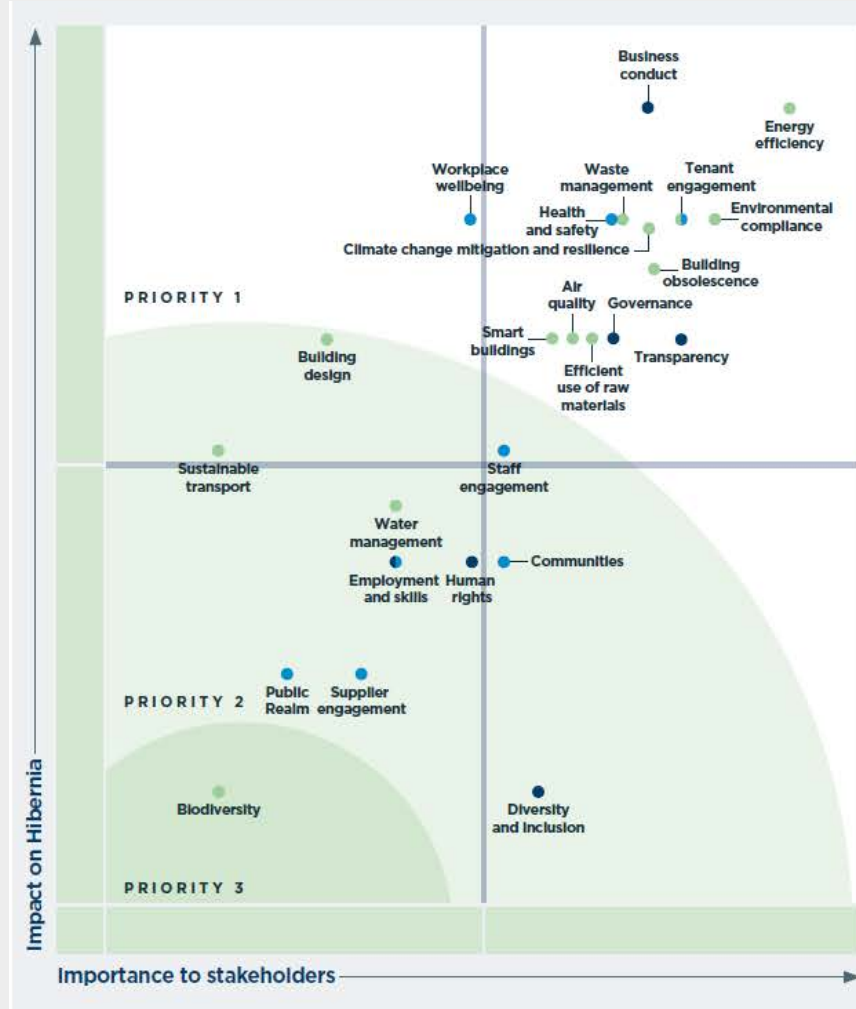 Business
conduct
Energy
efficiency
Workplace
wellbeing
Waste
management
Tenant
engagement
Health
and safety
Environmental
compliance
Climate change mitigation and resilience
Building
obsolescence
PRIORITY 1
Air
quality
Governance
Smart
buildings
Transparency
Building
design
Efficient
use of raw
materials
Sustainable
transport
Staff
engagement
Water
management
Communities
Employment
and skills
Human
rights
PRIORITY 2
Public
Realm
Supplier
engagement
Biodiversity
Diversity
and inclusion
PRIORITY 3
Impact on Hibernia
Importance to stakeholders